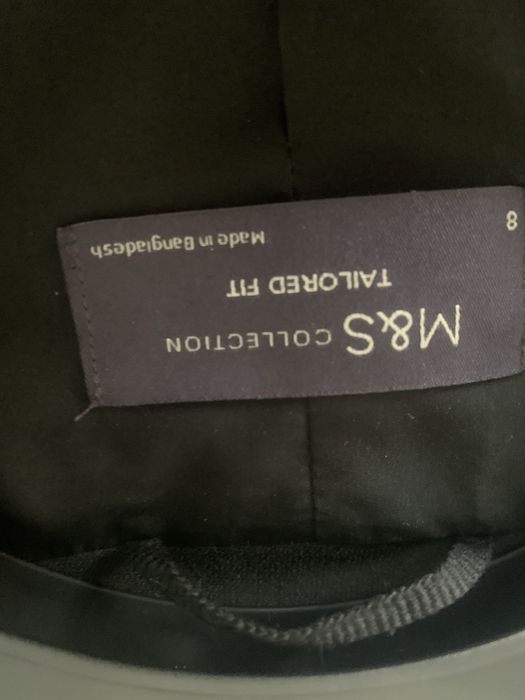 M&S COLLECTION
TAILORED FIT
Made in Bangladesh
8